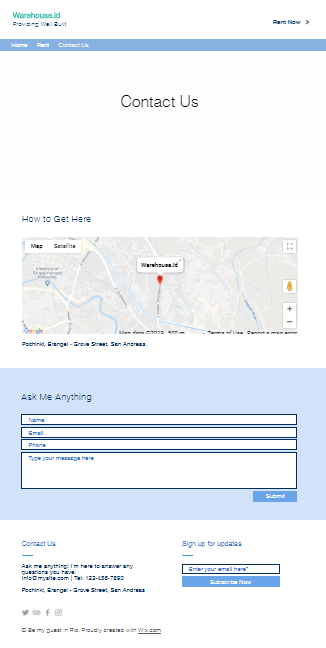 Warehouse.id
Providing Well Built
Rent Now
Home Rent Contact Us
Contact Us
How to Get Here
Map Satellite
Warehouse.id
Google
Map data ©2019 500 m Terms of Use Report a map error
Pochinki, Erangel - Grove Street, San Andreas
Ask Me Anything
Name
Email
Phone
Type your message here
Submit
Contact Us
Ask me anything! I'm here to answer any
questions you have.
info@mysite.com | Tel: 123-456-7890
Pochinki, Erangel - Grove Street, San Andreas
Sign up for updates
Enter your email here*
Subscribe Now
© Be my guest in Rio. Proudly created with Wix.com